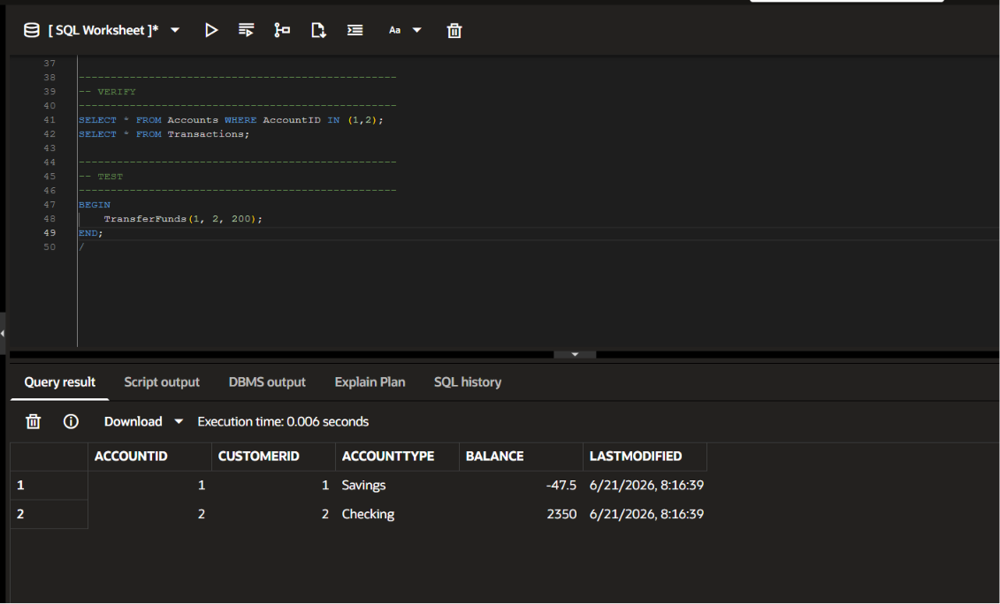 [ SQL Worksheet ]* Aa
37
38 --------------------------------------------------
39 -- VERIFY
40 --------------------------------------------------
41 SELECT * FROM Accounts WHERE AccountID IN (1,2);
42 SELECT * FROM Transactions;
43
44 --------------------------------------------------
45 -- TEST
46 --------------------------------------------------
47 BEGIN
48 TransferFunds(1, 2, 200);
49 END;
50 /
Query result Script output DBMS output Explain Plan SQL history
Download Execution time: 0.006 seconds
ACCOUNTID CUSTOMERID ACCOUNTTYPE BALANCE LASTMODIFIED
1 1 1 Savings -47.5 6/21/2026, 8:16:39
2 2 2 Checking 2350 6/21/2026, 8:16:39